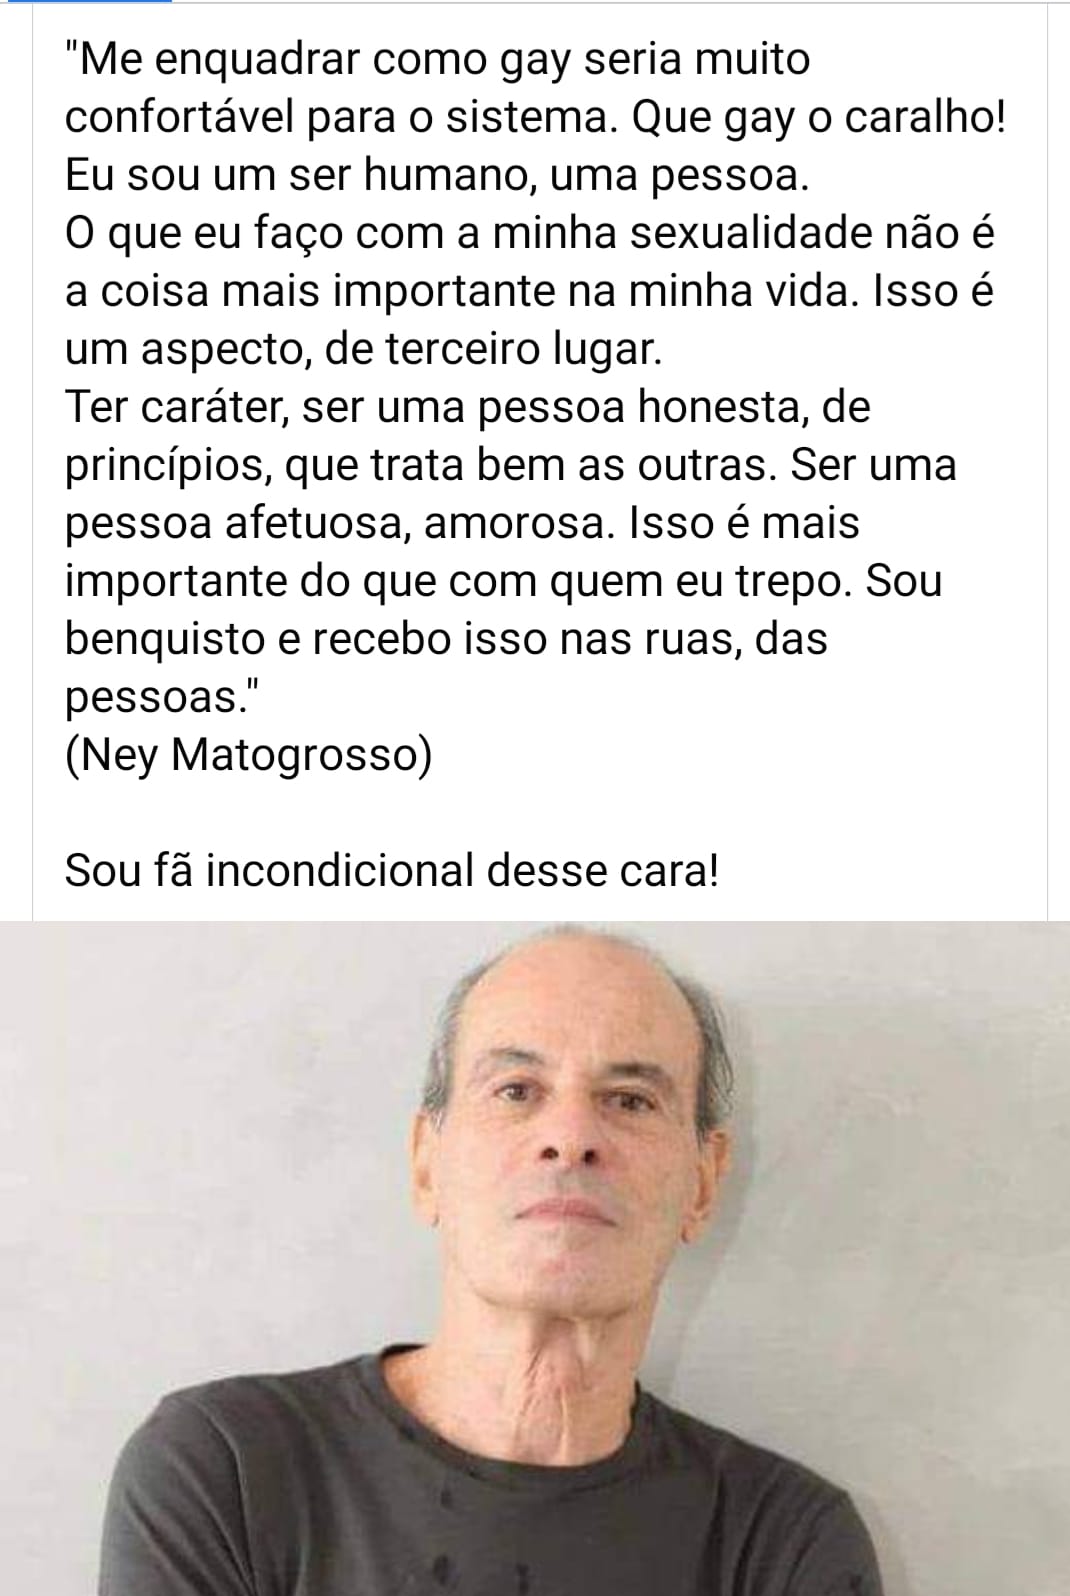 "Me enquadrar como gay seria muito
confortável para o sistema. Que gay o caralho!
Eu sou um ser humano, uma pessoa.
O que eu faço com a minha sexualidade não é
a coisa mais importante na minha vida. Isso é
um aspecto, de terceiro lugar.
Ter caráter, ser uma pessoa honesta, de
princípios, que trata bem as outras. Ser uma
pessoa afetuosa, amorosa. Isso é mais
importante do que com quem eu trepo. Sou
benquisto e recebo isso nas ruas, das
pessoas."
(Ney Matogrosso)
Sou fã incondicional desse cara!